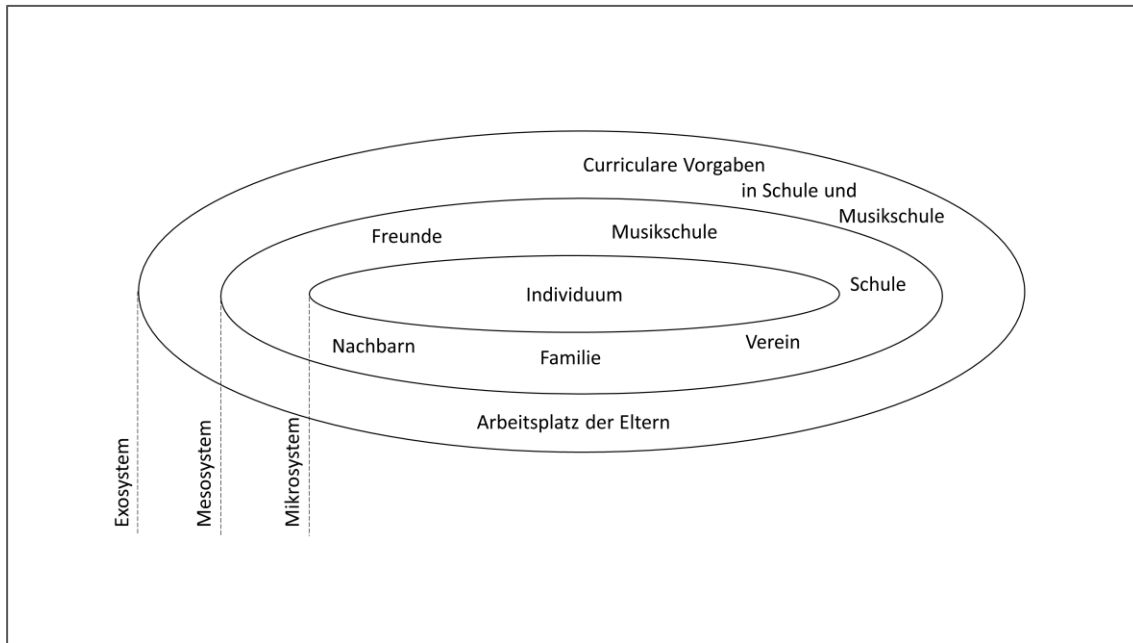 Curriculare Vorgaben
in Schule und
Musikschule
Freunde
Musikschule
Schule
Individuum
Nachbarn
Familie
Verein
Arbeitsplatz der Eltern
Exosystem
Mesosystem
Mikrosystem